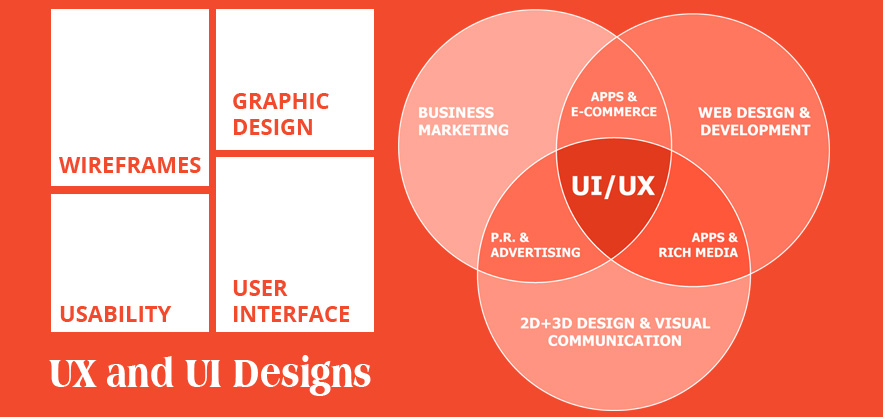 WIREFRAMES
GRAPHIC
DESIGN
USABILITY
USER
INTERFACE
UX and UI Designs
BUSINESS
MARKETING
APPS &
E-COMMERCE
WEB DESIGN &
DEVELOPMENT
UI/UX
P.R. &
ADVERTISING
APPS &
RICH MEDIA
2D+3D DESIGN & VISUAL
COMMUNICATION